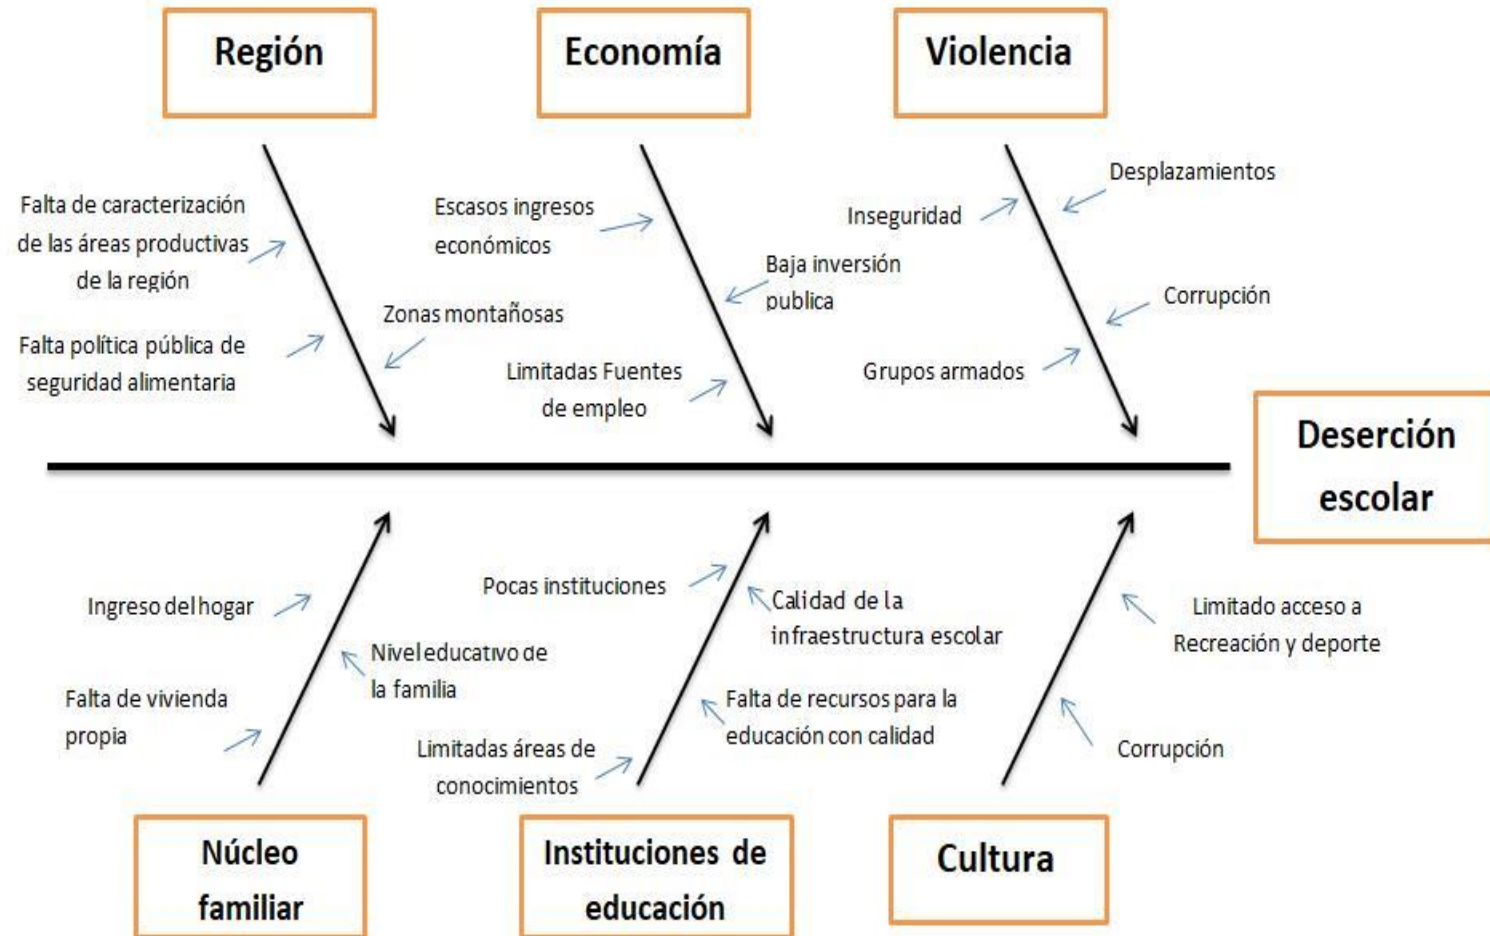 Región
Economía
Violencia
Falta de caracterización
de las áreas productivas
de la región
Falta política pública de
seguridad alimentaria
Zonas montañosas
Escasos ingresos
económicos
Baja inversión
publica
Limitadas Fuentes
de empleo
Inseguridad
Desplazamientos
Corrupción
Grupos armados
Deserción
escolar
Ingreso del hogar
Nivel educativo de
la familia
Falta de vivienda
propia
Pocas instituciones
Calidad de la
infraestructura escolar
Falta de recursos para la
educación con calidad
Limitadas áreas de
conocimientos
Limitado acceso a
Recreación y deporte
Corrupción
Núcleo
familiar
Instituciones de
educación
Cultura